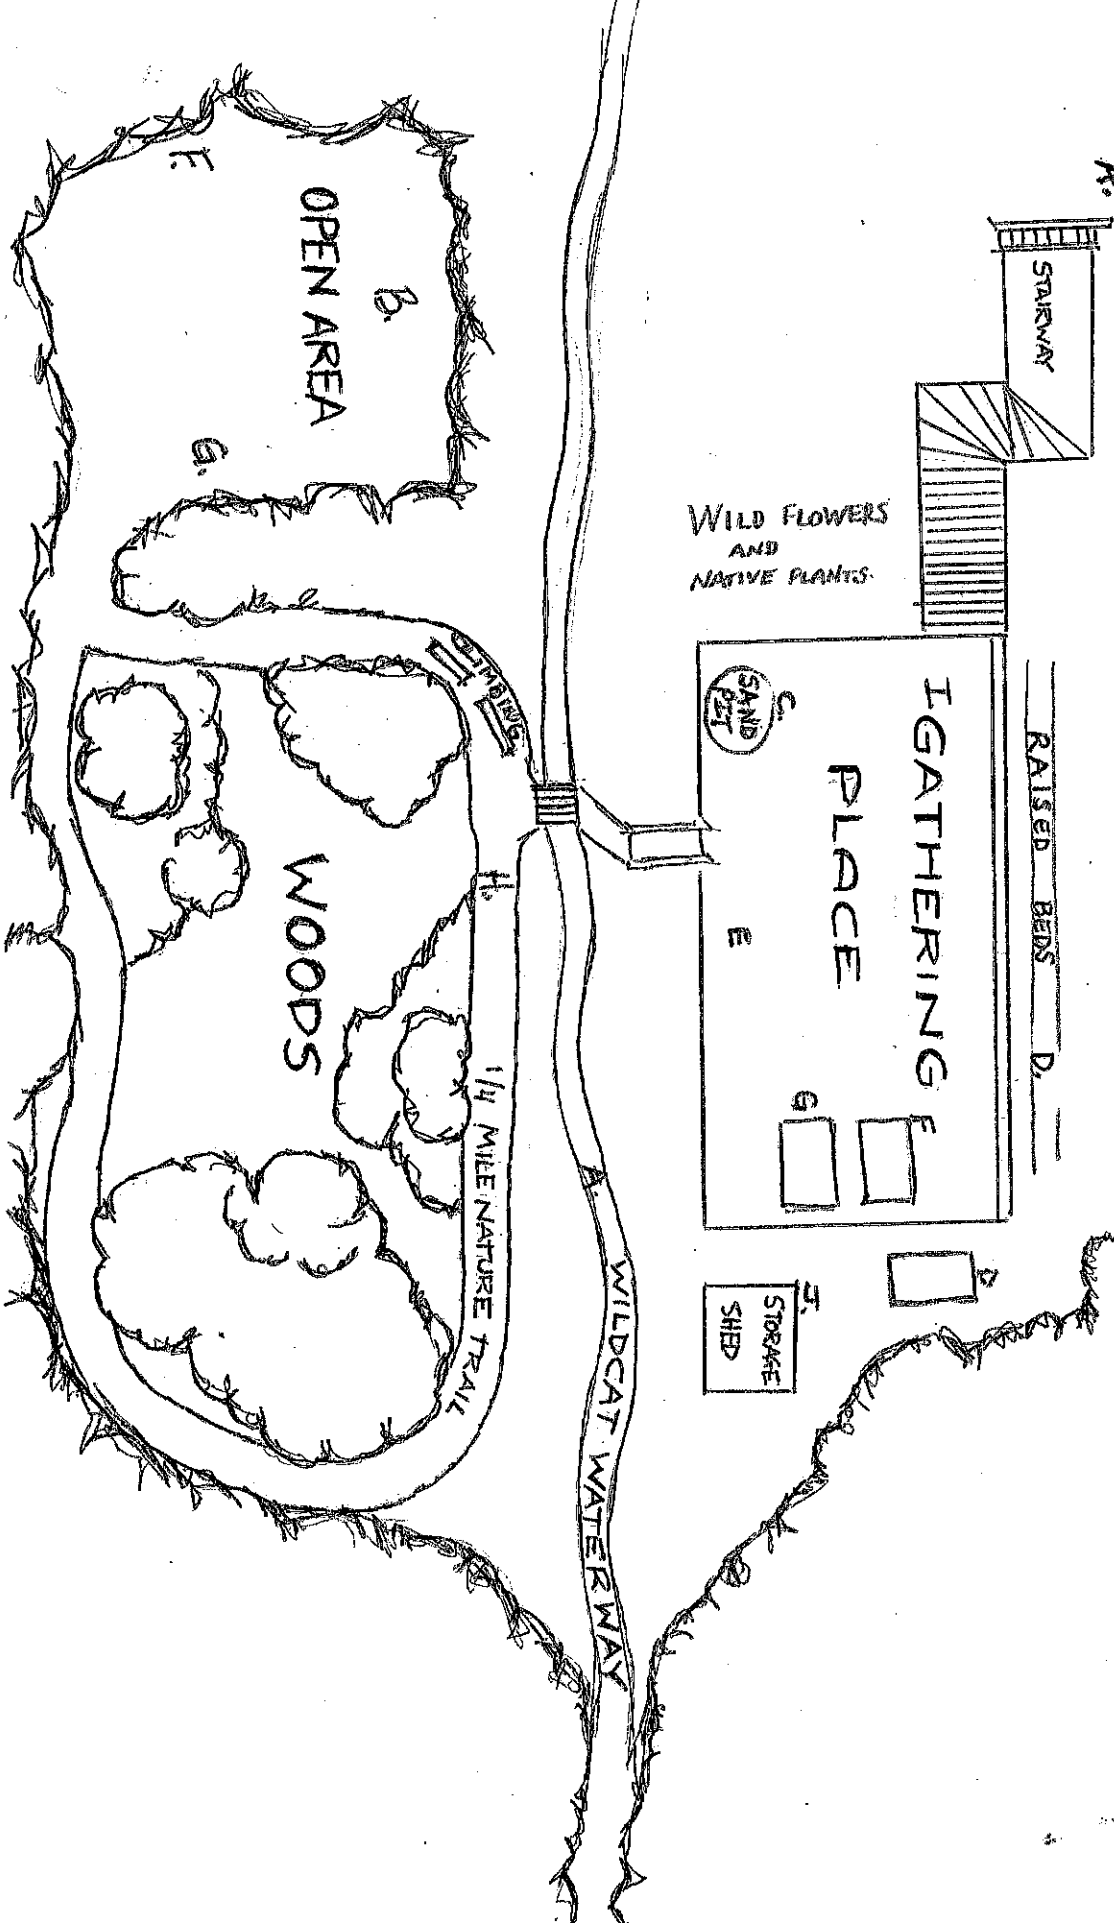 K.
STAIRWAY
RAISED BEDS D.
I GATHERING
PLACE
F
G
D
C.
SAND
PIT
E
J.
STORAGE
SHED
WILD FLOWERS
AND
NATIVE PLANTS.
A.
WILDCAT WATERWAY
CLIMBING
H.
1/4 MILE NATURE TRAIL
B.
OPEN AREA
F.
G.
WOODS